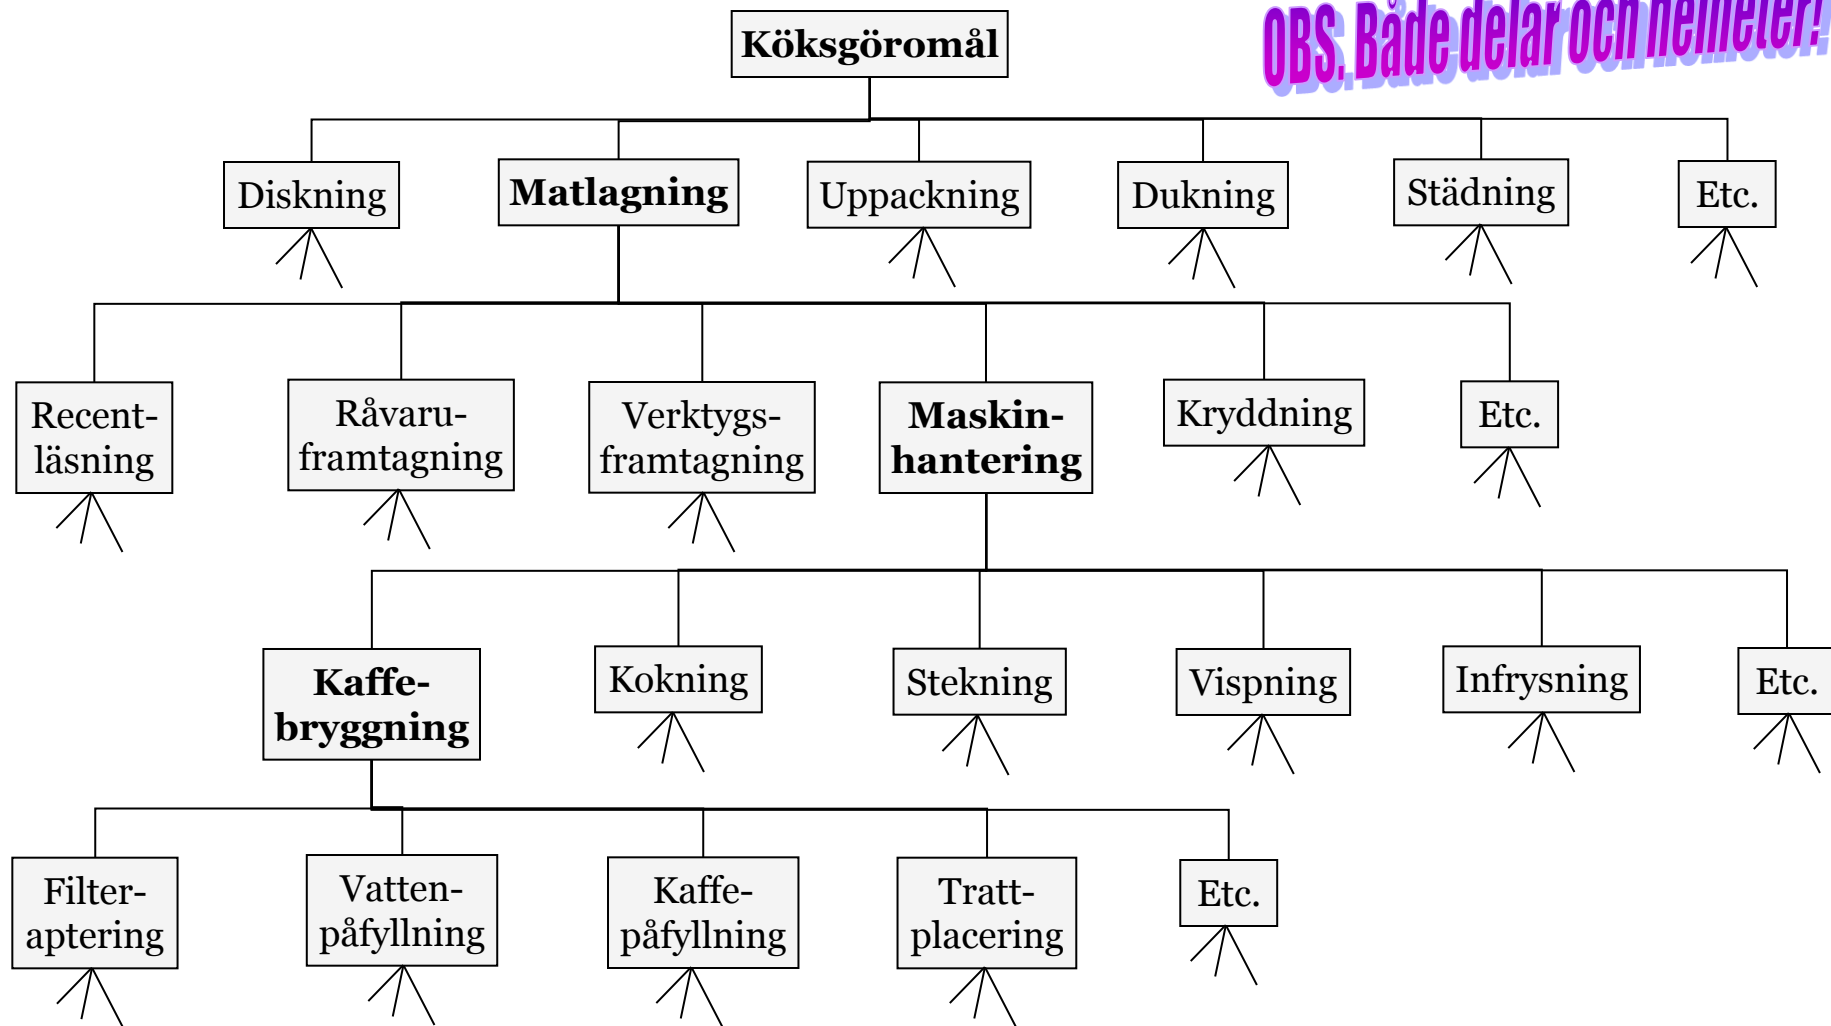 OBS. Både delar och helheter!
Köksgöromål
Diskning
Matlagning
Uppackning
Dukning
Städning
Etc.
Recent-
läsning
Råvaru-
framtagning
Verktygs-
framtagning
Maskin-
hantering
Kryddning
Etc.
Kaffe-
bryggning
Kokning
Stekning
Vispning
Infrysning
Etc.
Filter-
aptering
Vatten-
påfyllning
Kaffe-
påfyllning
Tratt-
placering
Etc.